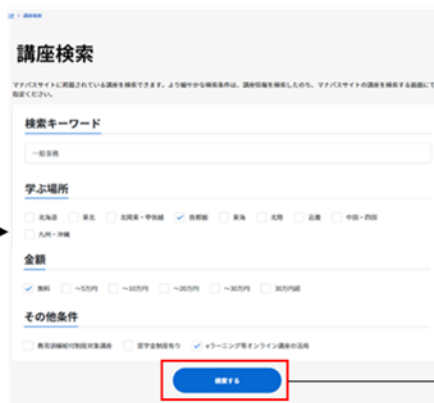 > 講座検索
講座検索
マナパスサイトに掲載されている講座を検索できます。より細やかな検索条件は、講座情報を検索したのち、マナパスサイトの講座を検索する画面にて
指定ください。
検索キーワード
一般事務
学ぶ場所
北海道 東北 北関東・甲信越 首都圏 東海 北陸 近畿 中国・四国
九州・沖縄
金額
無料 ～5万円 ～10万円 ～20万円 ～30万円 30万円超
その他条件
教育訓練給付制度対象講座 奨学金制度有り eラーニング等オンライン講座の活用
検索する